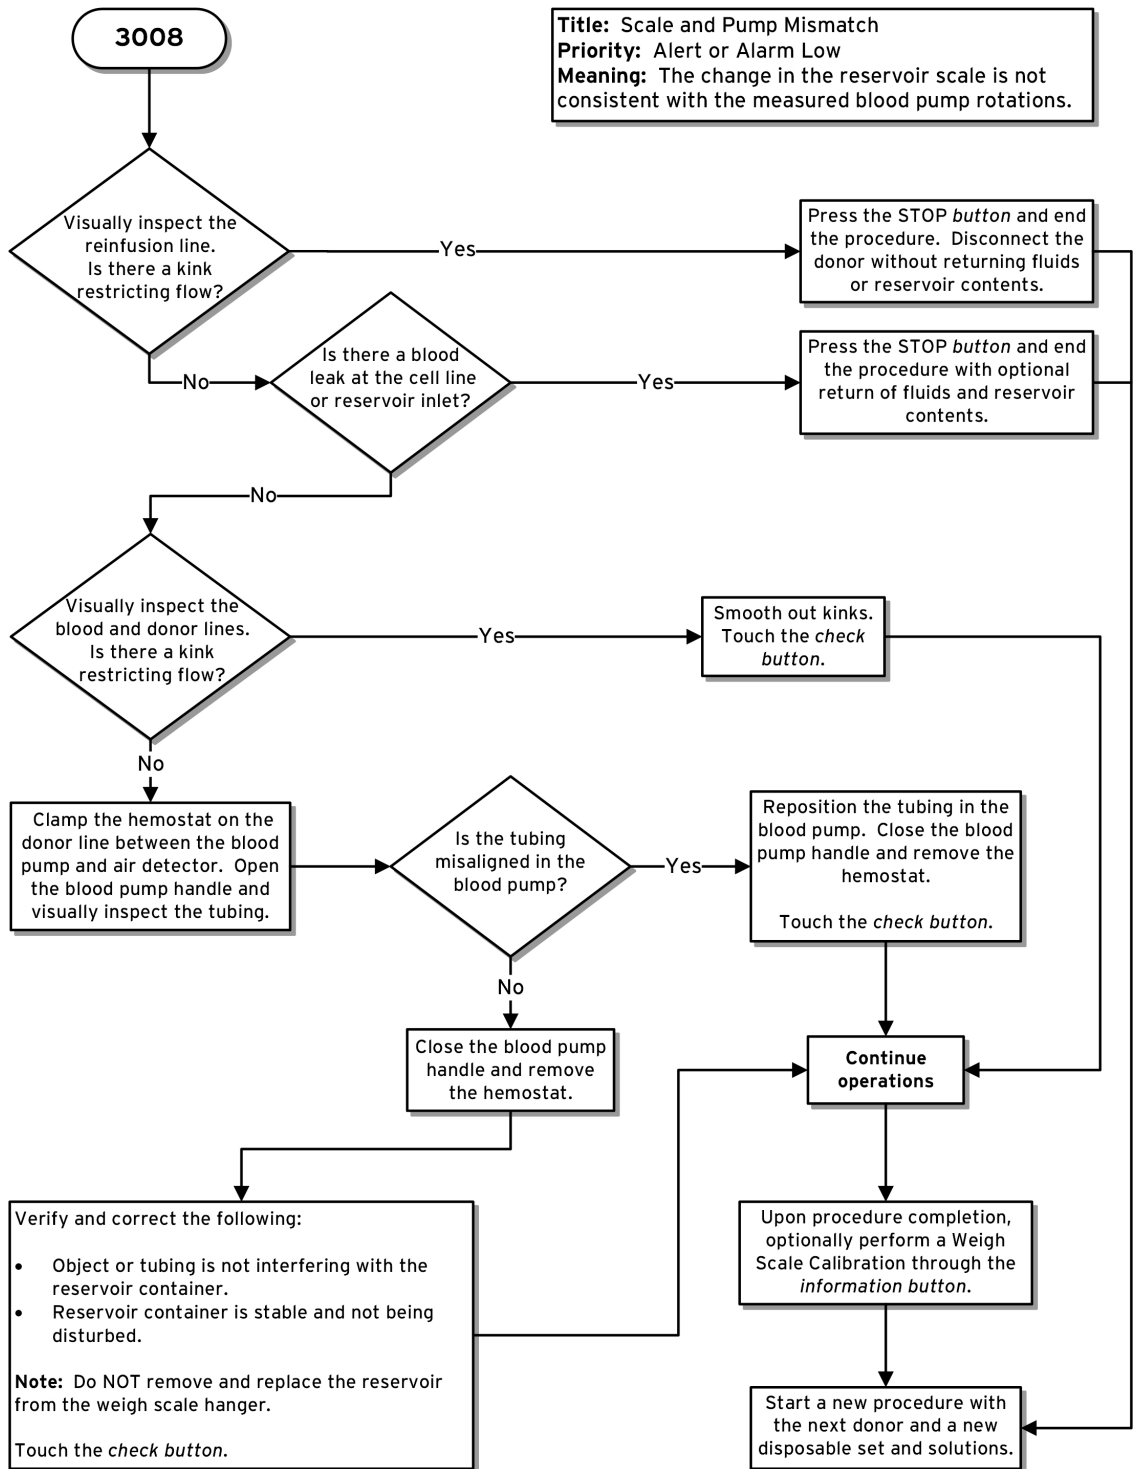 3008
Title: Scale and Pump Mismatch
Priority: Alert or Alarm Low
Meaning: The change in the reservoir scale is not
consistent with the measured blood pump rotations.
Visually inspect the
reinfusion line.
Is there a kink
restricting flow?
Yes
Press the STOP button and end
the procedure. Disconnect the
donor without returning fluids
or reservoir contents.
No
Is there a blood
leak at the cell line
or reservoir inlet?
Yes
Press the STOP button and end
the procedure with optional
return of fluids and reservoir
contents.
No
Visually inspect the
blood and donor lines.
Is there a kink
restricting flow?
Yes
Smooth out kinks.
Touch the check
button.
No
Clamp the hemostat on the
donor line between the blood
pump and air detector. Open
the blood pump handle and
visually inspect the tubing.
Is the tubing
misaligned in the
blood pump?
Yes
Reposition the tubing in the
blood pump. Close the blood
pump handle and remove the
hemostat.
Touch the check button.
No
Close the blood pump
handle and remove
the hemostat.
Continue
operations
Verify and correct the following:
• Object or tubing is not interfering with the
reservoir container.
• Reservoir container is stable and not being
disturbed.
Note: Do NOT remove and replace the reservoir
from the weigh scale hanger.
Touch the check button.
Upon procedure completion,
optionally perform a Weigh
Scale Calibration through the
information button.
Start a new procedure with
the next donor and a new
disposable set and solutions.